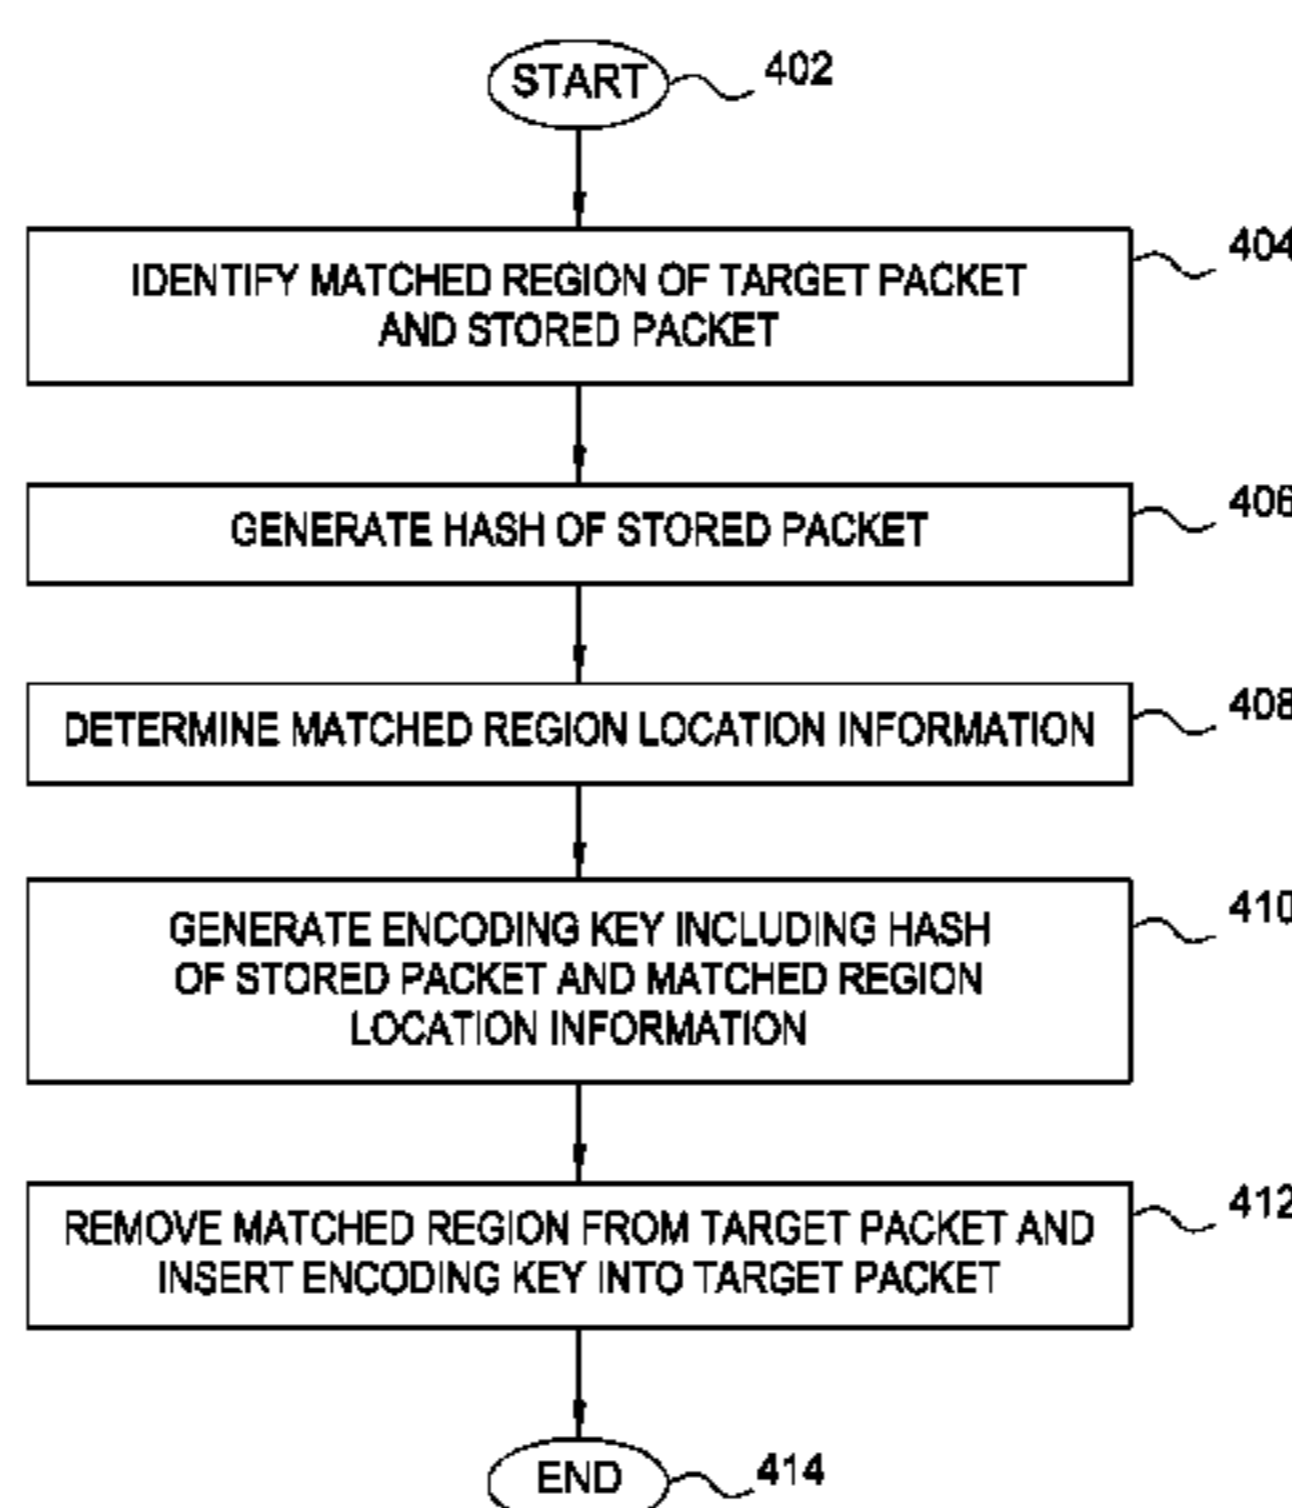 START
402
404
IDENTIFY MATCHED REGION OF TARGET PACKET
AND STORED PACKET
406
GENERATE HASH OF STORED PACKET
408
DETERMINE MATCHED REGION LOCATION INFORMATION
410
GENERATE ENCODING KEY INCLUDING HASH
OF STORED PACKET AND MATCHED REGION
LOCATION INFORMATION
412
REMOVE MATCHED REGION FROM TARGET PACKET AND
INSERT ENCODING KEY INTO TARGET PACKET
END
414